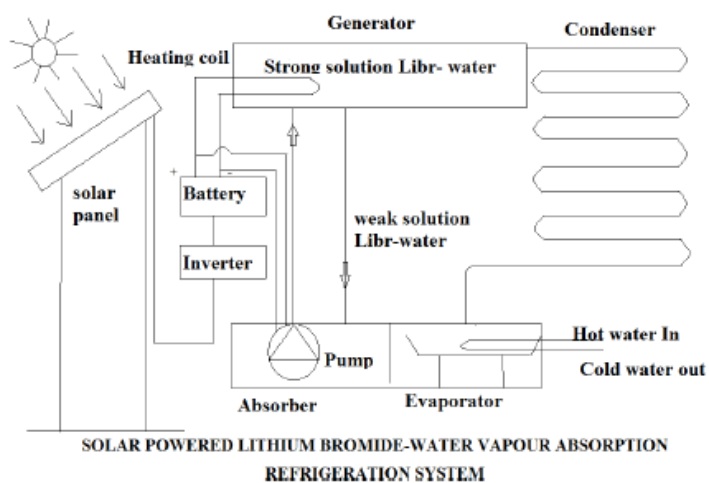 Generator
Condenser
Heating coil
Strong solution Libr- water
+
-
solar
panel
Battery
weak solution
Libr-water
Inverter
Hot water In
Pump
Cold water out
Absorber
Evaporator
SOLAR POWERED LITHIUM BROMIDE-WATER VAPOUR ABSORPTION
REFRIGERATION SYSTEM